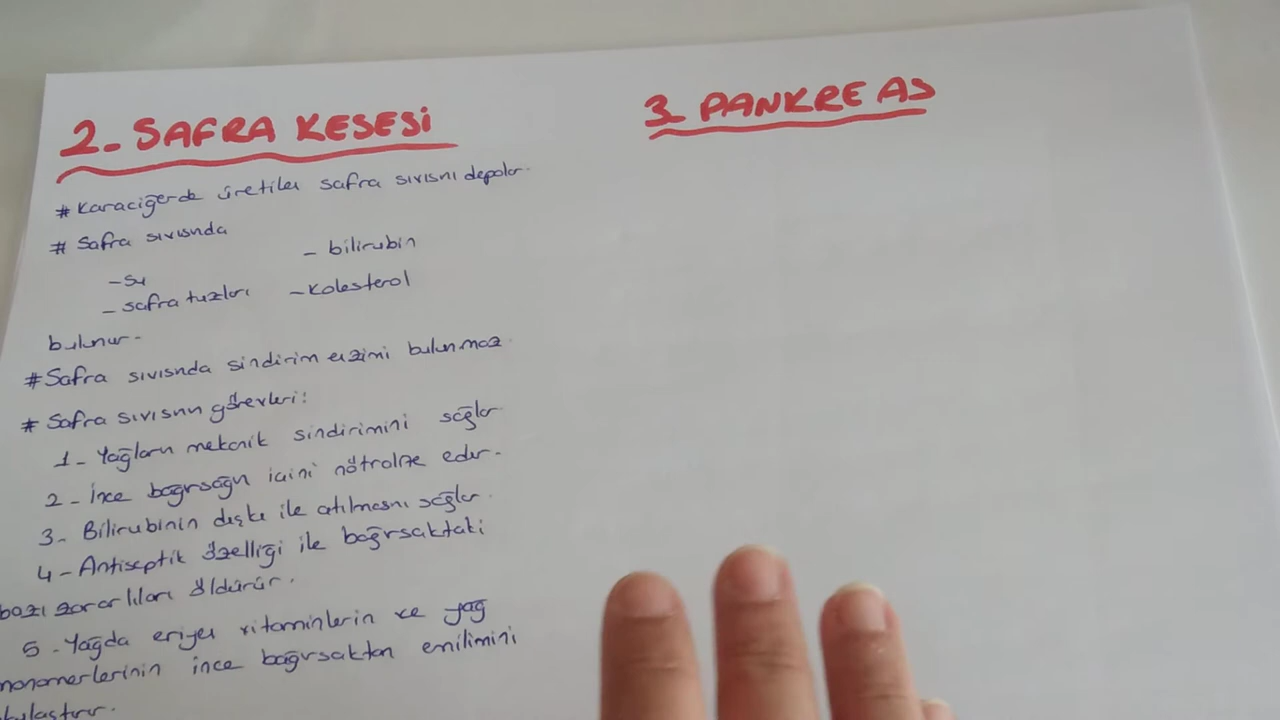 2- SAFRA KESESİ
# Karaciğerde üretilen safra sıvısını depolar.
# Safra sıvısında
- su
- bilirubin
- safra tuzları
- Kolesterol
bulunur.
# Safra sıvısında sindirim enzimi bulunmaz.
# Safra sıvısının görevleri:
1- Yağların mekanik sindirimini sağlar
2- İnce bağırsağın içini nötralize eder.
3- Bilirubinin dışkı ile atılmasını sağlar.
4- Antiseptik özelliği ile bağırsaktaki
bazı zararlıları öldürür.
5- Yağda eriyen vitaminlerin ve yağ
monomerlerinin ince bağırsaktan emilimini
3. PANKREAS